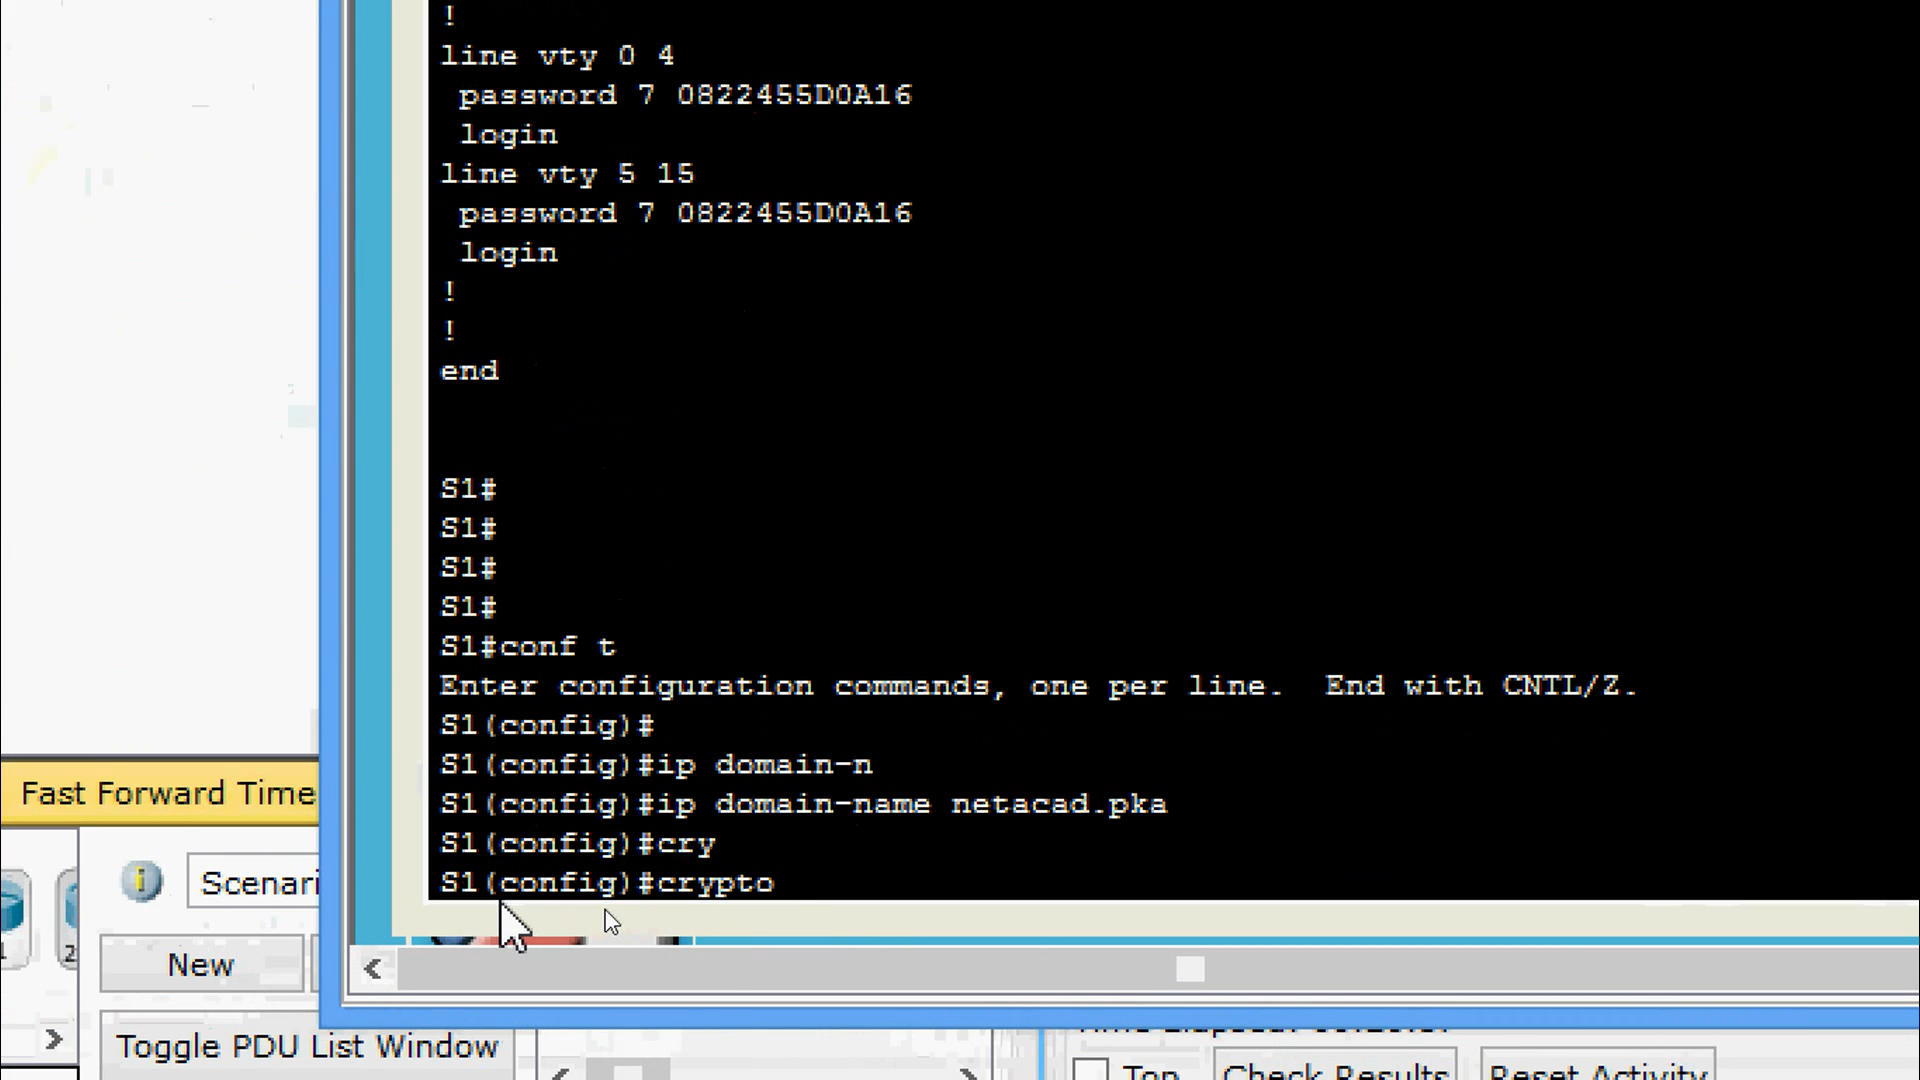 !
line vty 0 4
password 7 0822455D0A16
login
line vty 5 15
password 7 0822455D0A16
login
!
!
end
S1#
S1#
S1#
S1#
S1#conf t
Enter configuration commands, one per line. End with CNTL/Z.
S1(config)#
S1(config)#ip domain-n
S1(config)#ip domain-name netacad.pka
S1(config)#cry
S1(config)#crypto
Fast Forward Time
Scenari
New
Toggle PDU List Window
Top
Check Results
Reset Activity